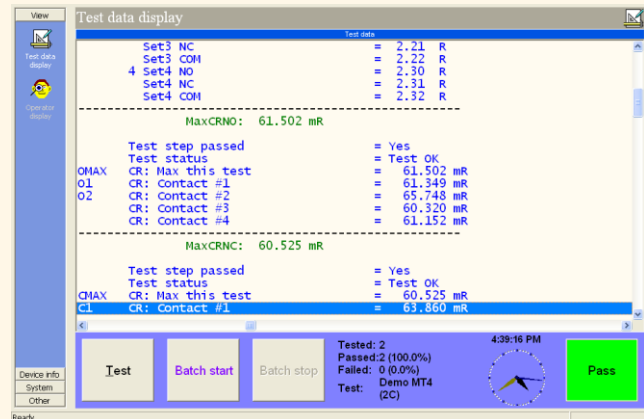 View
Test data display
Test data
Test data
display
Operator
display
Set3 NC = 2.21 R
Set3 COM = 2.22 R
4 Set4 NO = 2.30 R
Set4 NC = 2.31 R
Set4 COM = 2.32 R
------------------------------------------------------
MaxCRNO: 61.502 mR
Test step passed = Yes
Test status = Test OK
OMAX CR: Max this test = 61.502 mR
O1 CR: Contact #1 = 61.349 mR
O2 CR: Contact #2 = 65.748 mR
CR: Contact #3 = 60.320 mR
CR: Contact #4 = 61.152 mR
------------------------------------------------------
MaxCRNC: 60.525 mR
Test step passed = Yes
Test status = Test OK
CMAX CR: Max this test = 60.525 mR
C1 CR: Contact #1 = 63.860 mR
Test
Batch start
Batch stop
Tested: 2
Passed:2 (100.0%)
Failed: 0 (0.0%)
Test: Demo MT4
(2C)
4:39:16 PM
Pass
Device info
System
Other
Ready